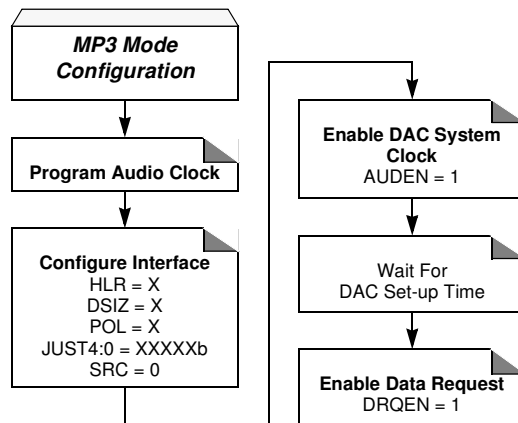 MP3 Mode
Configuration
Program Audio Clock
Configure Interface
HLR = X
DSIZ = X
POL = X
JUST4:0 = XXXXXb
SRC = 0
Enable DAC System
Clock
AUDEN = 1
Wait For
DAC Set-up Time
Enable Data Request
DRQEN = 1